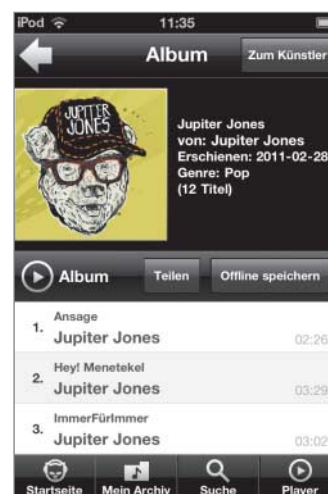 iPod 11:35
Album Zum Künstler
JUPITER
JONES
Jupiter Jones
von: Jupiter Jones
Erschienen: 2011-02-28
Genre: Pop
(12 Titel)
Album Teilen Offline speichern
1. Ansage
Jupiter Jones 02:26
2. Hey! Menetekel
Jupiter Jones 03:29
3. ImmerFürImmer
Jupiter Jones 03:02
Startseite Mein Archiv Suche Player